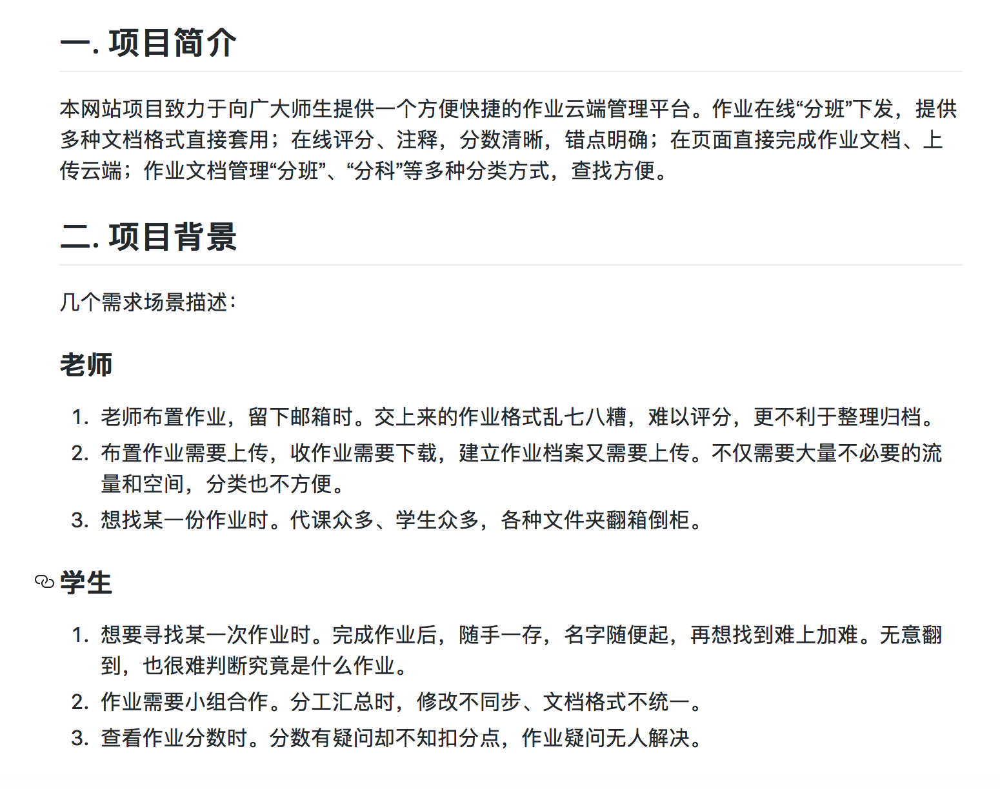 一. 项目简介
本网站项目致力于向广大师生提供一个方便快捷的作业云端管理平台。作业在线“分班”下发，提供
多种文档格式直接套用；在线评分、注释，分数清晰，错点明确；在页面直接完成作业文档、上
传云端；作业文档管理“分班”、“分科”等多种分类方式，查找方便。
二. 项目背景
几个需求场景描述：
老师
1. 老师布置作业，留下邮箱时。交上来的作业格式乱七八糟，难以评分，更不利于整理归档。
2. 布置作业需要上传，收作业需要下载，建立作业档案又需要上传。不仅需要大量不必要的流
量和空间，分类也不方便。
3. 想找某一份作业时。代课众多、学生众多，各种文件夹翻箱倒柜。
学生
1. 想要寻找某一次作业时。完成作业后，随手一存，名字随便起，再想找到难上加难。无意翻
到，也很难判断究竟是什么作业。
2. 作业需要小组合作。分工汇总时，修改不同步、文档格式不统一。
3. 查看作业分数时。分数有疑问却不知扣分点，作业疑问无人解决。